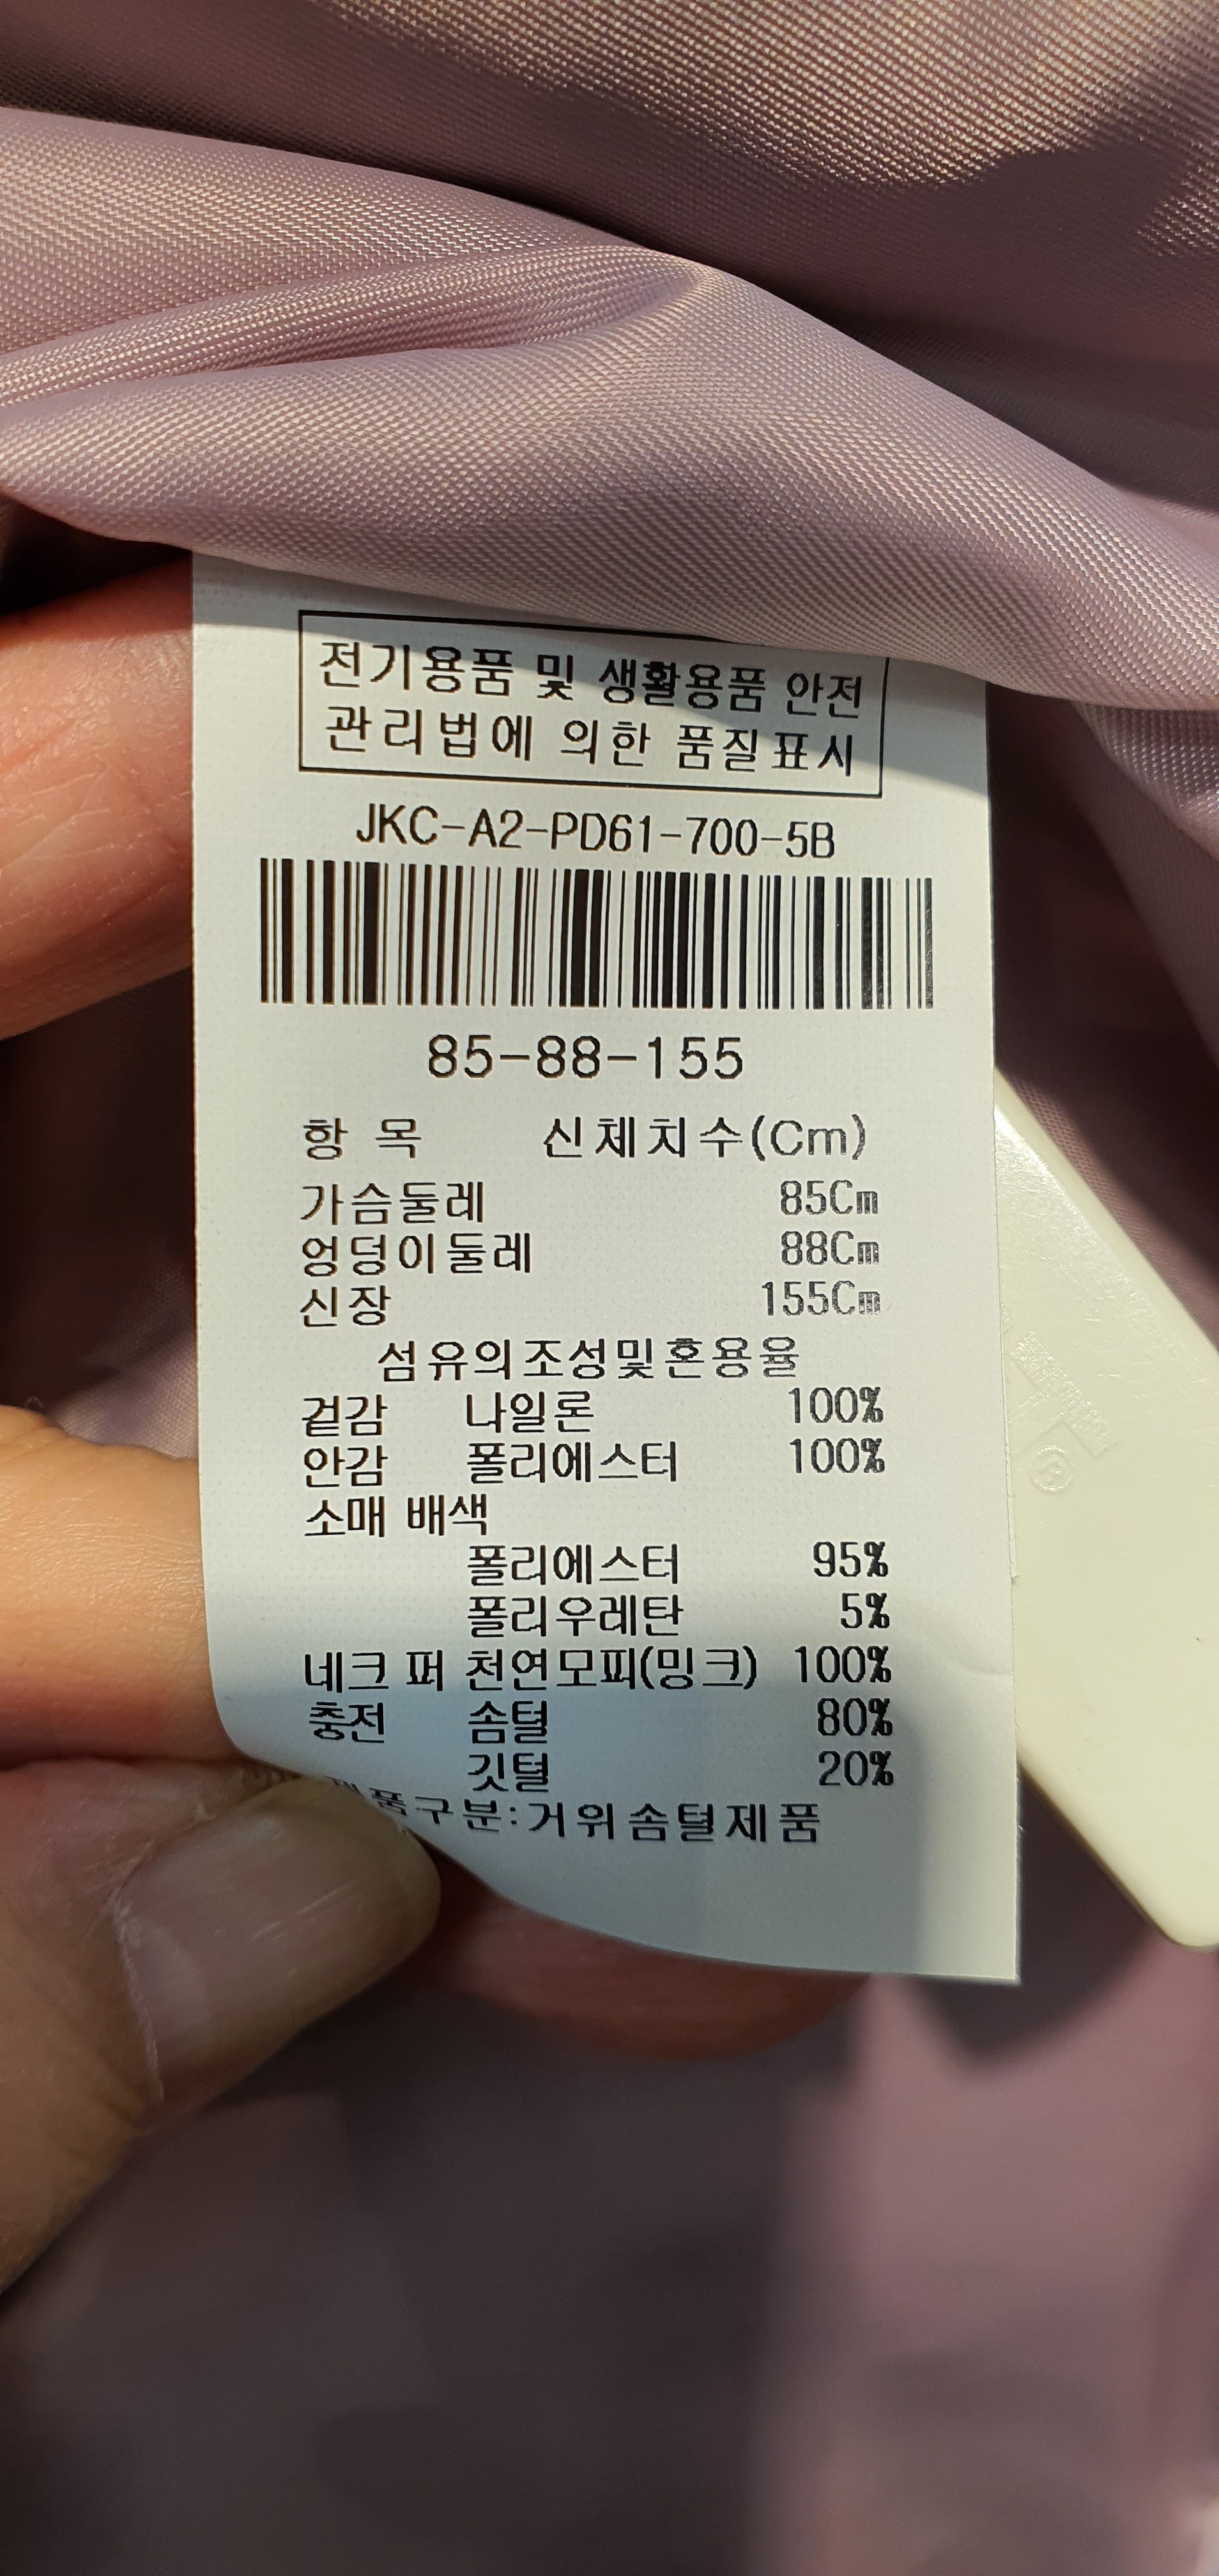 전기용품 및 생활용품 안전
관리법에 의한 품질표시
JKC-A2-PD61-700-5B
85-88-155
항 목 신체치수(Cm)
가슴둘레 85Cm
엉덩이둘레 88Cm
신장 155Cm
섬유의조성및혼용율
겉감 나일론 100%
안감 폴리에스터 100%
소매 배색
폴리에스터 95%
폴리우레탄 5%
네크 퍼 천연모피(밍크) 100%
충전 솜털 80%
깃털 20%
제품구분:거위솜털제품